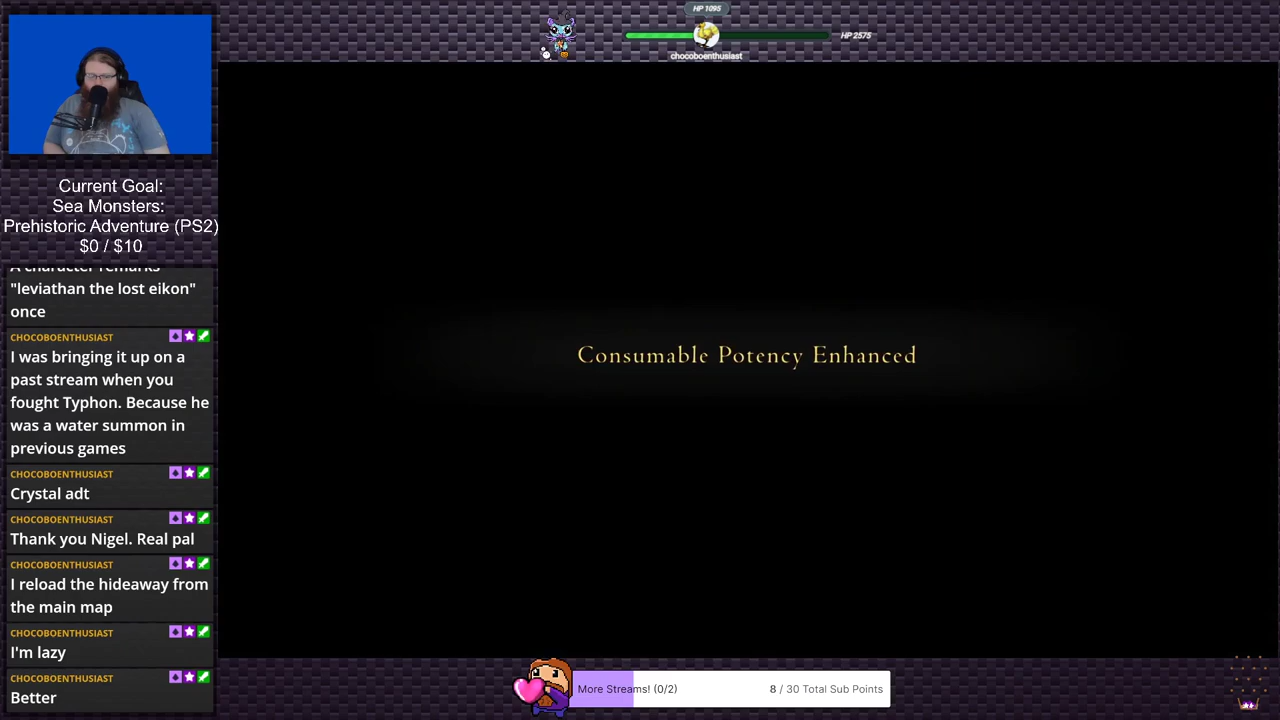 HP 1095
HP 2575
chocoboenthusiast
Current Goal:
Sea Monsters:
Prehistoric Adventure (PS2)
$0 / $10
A character remarks
"leviathan the lost eikon"
once
CHOCOBOENTHUSIAST
I was bringing it up on a
past stream when you
fought Typhon. Because he
was a water summon in
previous games
CHOCOBOENTHUSIAST
Crystal adt
CHOCOBOENTHUSIAST
Thank you Nigel. Real pal
CHOCOBOENTHUSIAST
I reload the hideaway from
the main map
CHOCOBOENTHUSIAST
I'm lazy
CHOCOBOENTHUSIAST
Better
Consumable Potency Enhanced
More Streams! (0/2)
8 / 30 Total Sub Points